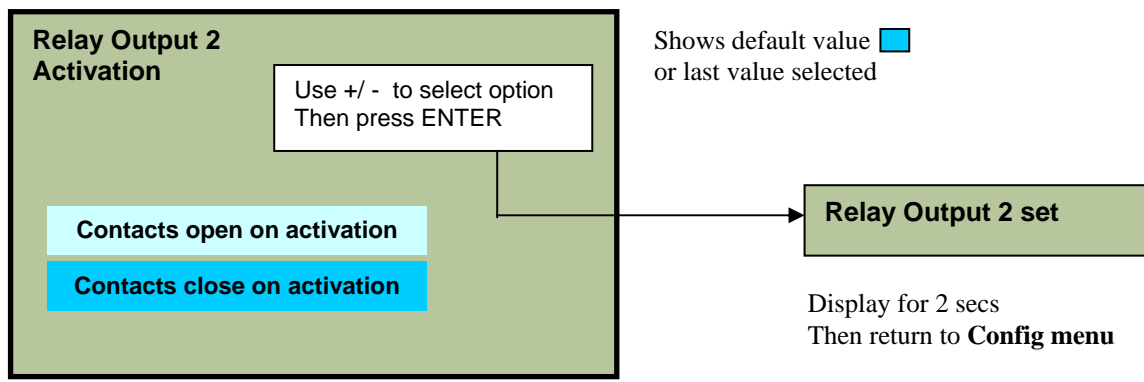 Relay Output 2
Activation
Use +/ - to select option
Then press ENTER
Contacts open on activation
Contacts close on activation
Shows default value
or last value selected
Relay Output 2 set
Display for 2 secs
Then return to Config menu